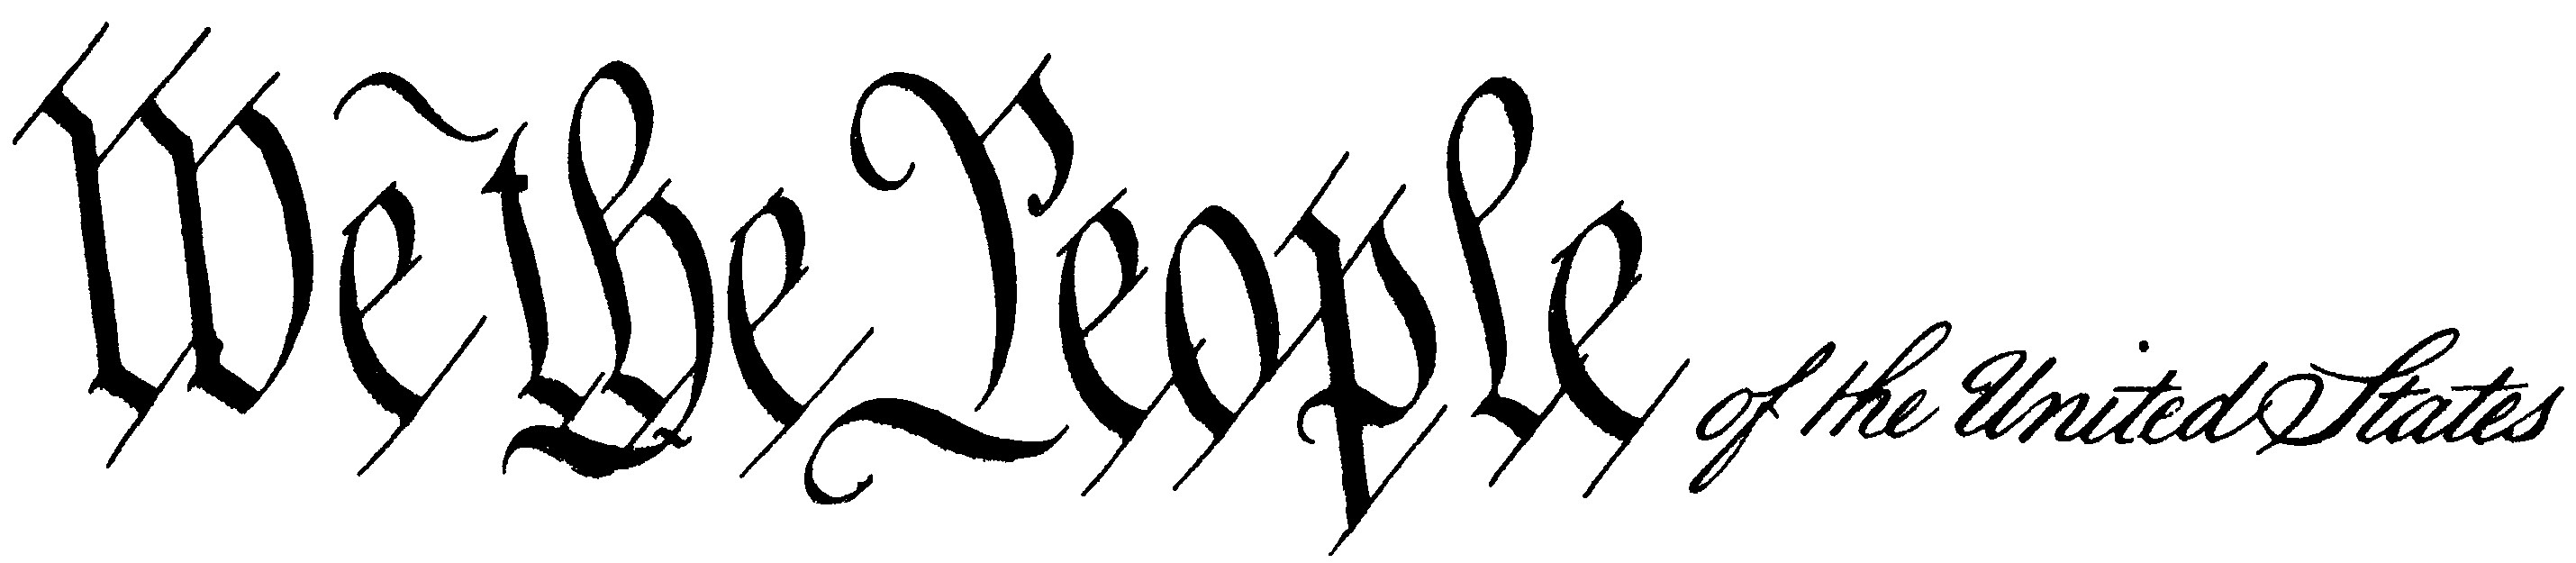 We the People of the United States